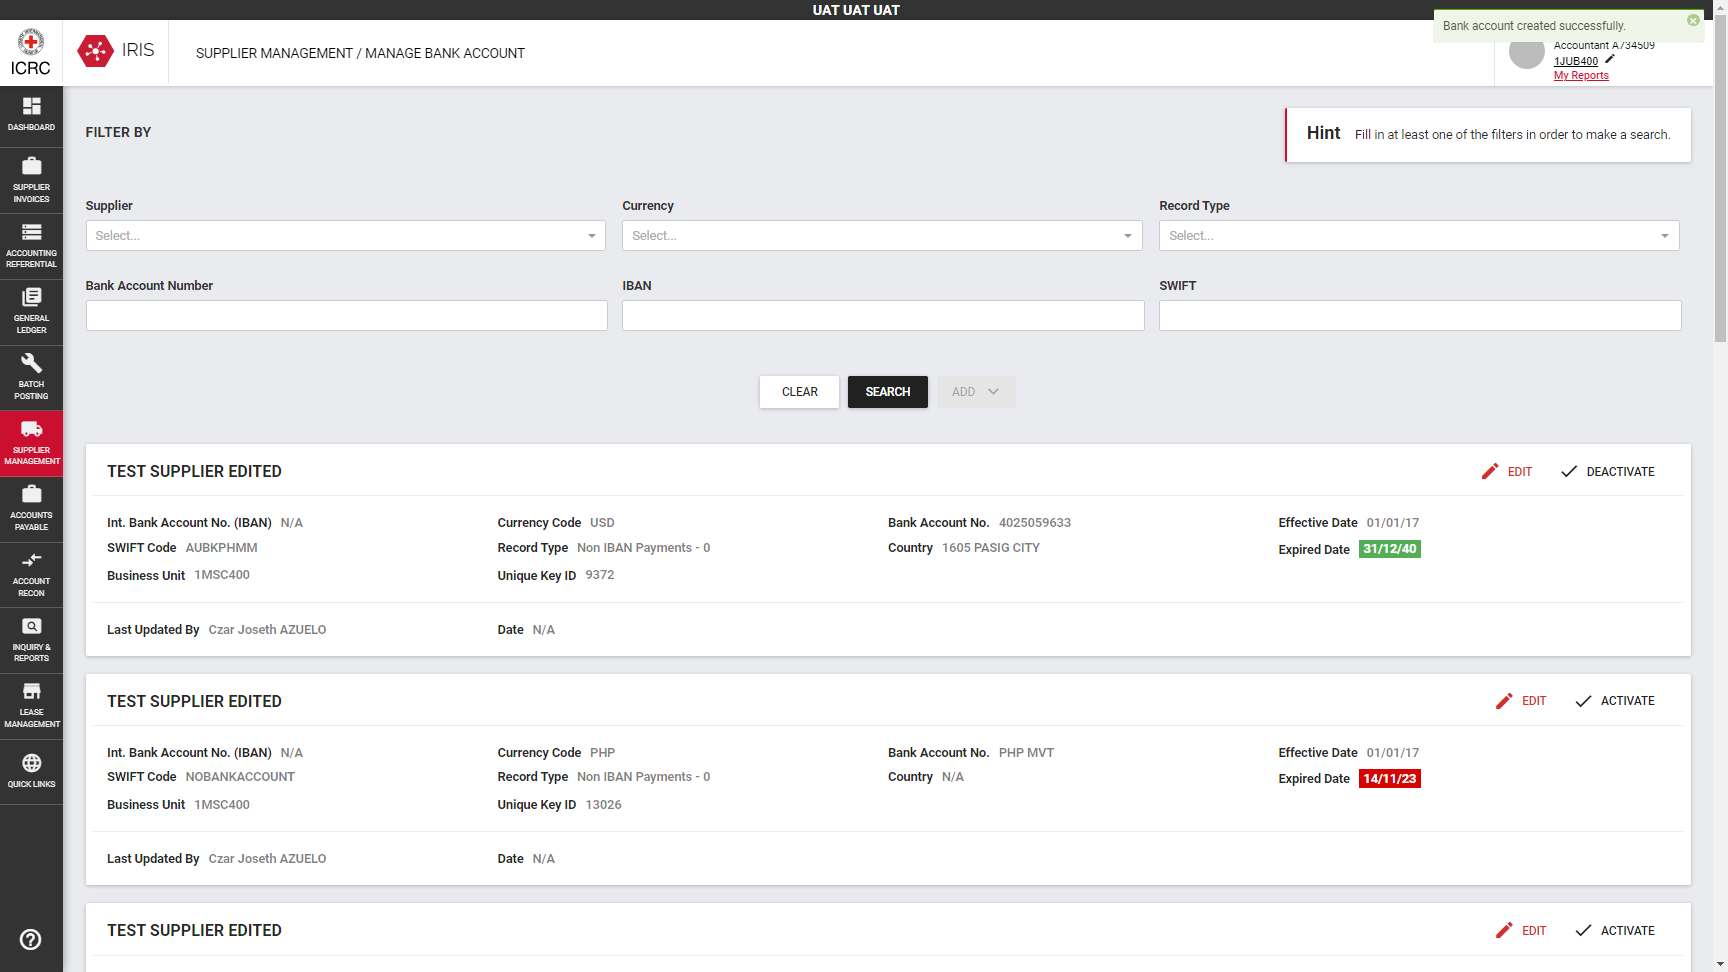 UAT UAT UAT
Bank account created successfully.
ICRC
IRIS
SUPPLIER MANAGEMENT / MANAGE BANK ACCOUNT
Accountant A734509
1JUB400
My Reports
DASHBOARD
SUPPLIER
INVOICES
ACCOUNTING
REFERENTIAL
GENERAL
LEDGER
BATCH
POSTING
SUPPLIER
MANAGEMENT
ACCOUNTS
PAYABLE
ACCOUNT
RECON
INQUIRY &
REPORTS
LEASE
MANAGEMENT
QUICK LINKS
FILTER BY
Hint Fill in at least one of the filters in order to make a search.
Supplier Currency Record Type
Select... Select... Select...
Bank Account Number IBAN SWIFT
CLEAR SEARCH ADD
TEST SUPPLIER EDITED EDIT DEACTIVATE
Int. Bank Account No. (IBAN) N/A Currency Code USD Bank Account No. 4025059633 Effective Date 01/01/17
SWIFT Code AUBKPHMM Record Type Non IBAN Payments - 0 Country 1605 PASIG CITY Expired Date 31/12/40
Business Unit 1MSC400 Unique Key ID 9372
Last Updated By Czar Joseth AZUELO Date N/A
TEST SUPPLIER EDITED EDIT ACTIVATE
Int. Bank Account No. (IBAN) N/A Currency Code PHP Bank Account No. PHP MVT Effective Date 01/01/17
SWIFT Code NOBANKACCOUNT Record Type Non IBAN Payments - 0 Country N/A Expired Date 14/11/23
Business Unit 1MSC400 Unique Key ID 13026
Last Updated By Czar Joseth AZUELO Date N/A
TEST SUPPLIER EDITED EDIT ACTIVATE